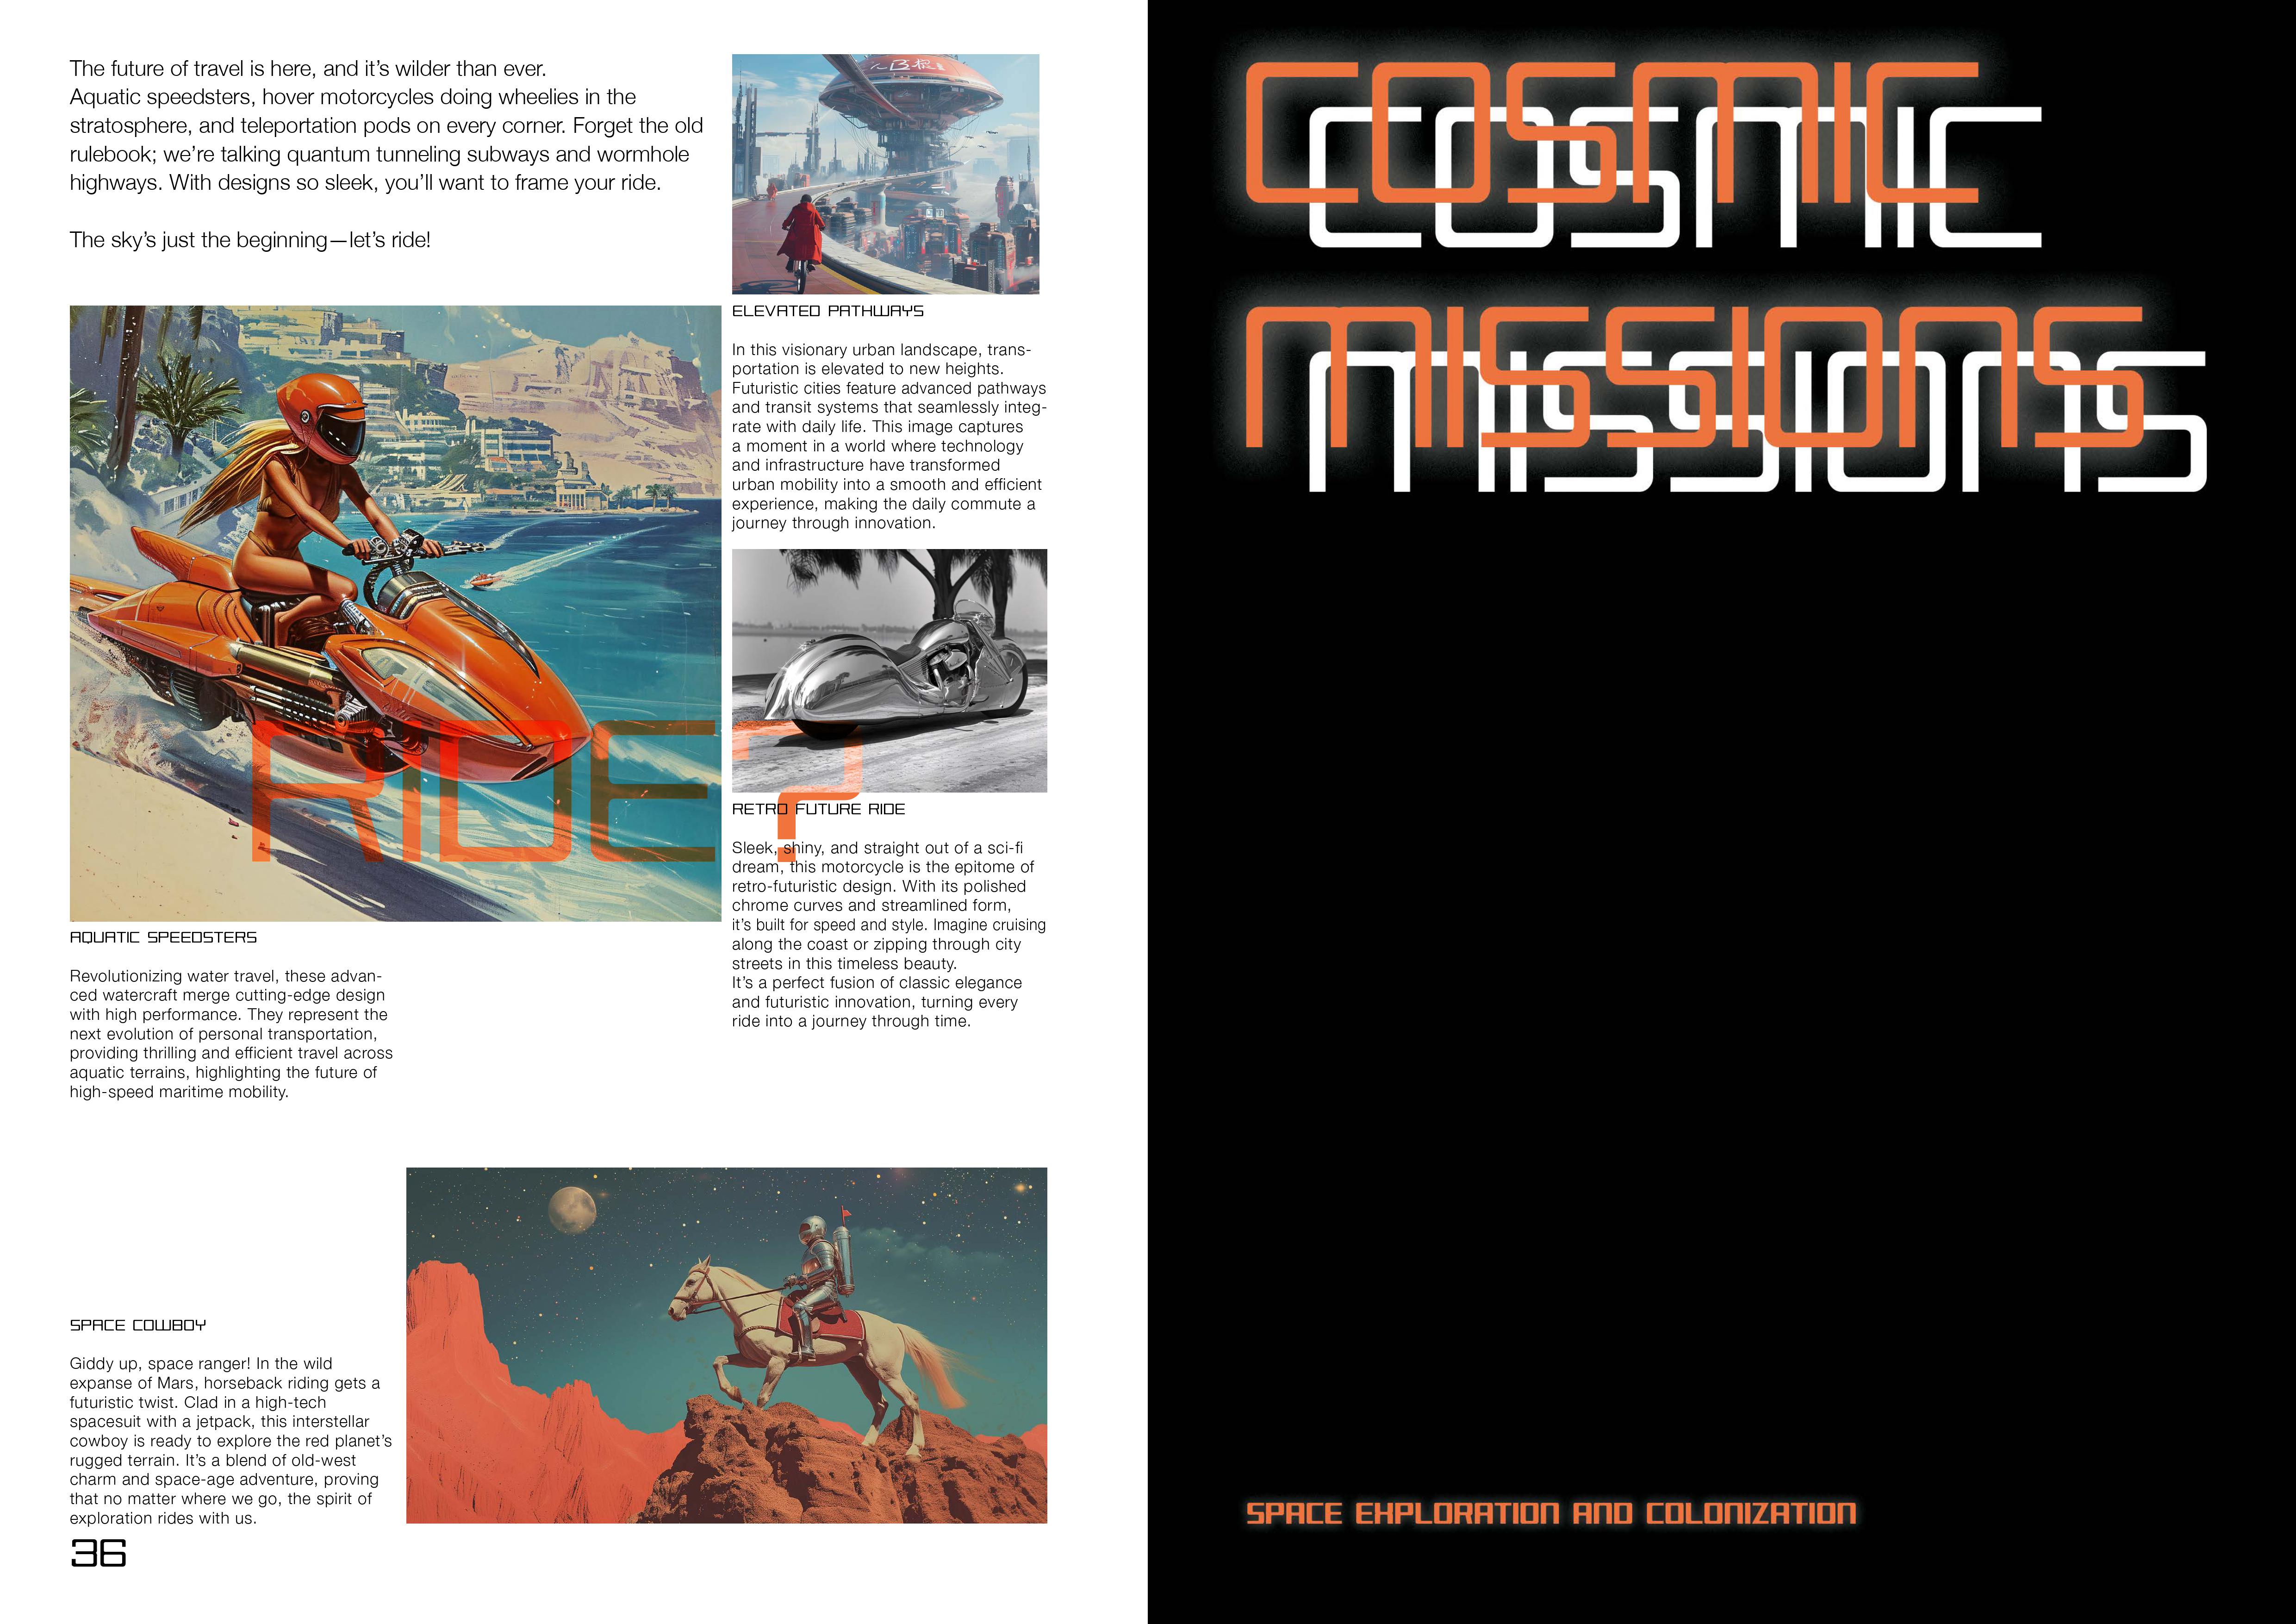 The future of travel is here, and it's wilder than ever.
Aquatic speedsters, hover motorcycles doing wheelies in the
stratosphere, and teleportation pods on every corner. Forget the old
rulebook; we're talking quantum tunneling subways and wormhole
highways. With designs so sleek, you'll want to frame your ride.
The sky's just the beginning—let's ride!
RIDE?
AQUATIC SPEEDSTERS
Revolutionizing water travel, these advan-
ced watercraft merge cutting-edge design
with high performance. They represent the
next evolution of personal transportation,
providing thrilling and efficient travel across
aquatic terrains, highlighting the future of
high-speed maritime mobility.
ELEVATED PATHWAYS
In this visionary urban landscape, trans-
portation is elevated to new heights.
Futuristic cities feature advanced pathways
and transit systems that seamlessly integ-
rate with daily life. This image captures
a moment in a world where technology
and infrastructure have transformed
urban mobility into a smooth and efficient
experience, making the daily commute a
journey through innovation.
RETRO FUTURE RIDE
Sleek, shiny, and straight out of a sci-fi
dream, this motorcycle is the epitome of
retro-futuristic design. With its polished
chrome curves and streamlined form,
it's built for speed and style. Imagine cruising
along the coast or zipping through city
streets in this timeless beauty.
It's a perfect fusion of classic elegance
and futuristic innovation, turning every
ride into a journey through time.
SPACE COWBOY
Giddy up, space ranger! In the wild
expanse of Mars, horseback riding gets a
futuristic twist. Clad in a high-tech
spacesuit with a jetpack, this interstellar
cowboy is ready to explore the red planet's
rugged terrain. It's a blend of old-west
charm and space-age adventure, proving
that no matter where we go, the spirit of
exploration rides with us.
36
COSMIC
COSMIC
MISSIONS
MISSIONS
SPACE EXPLORATION AND COLONIZATION